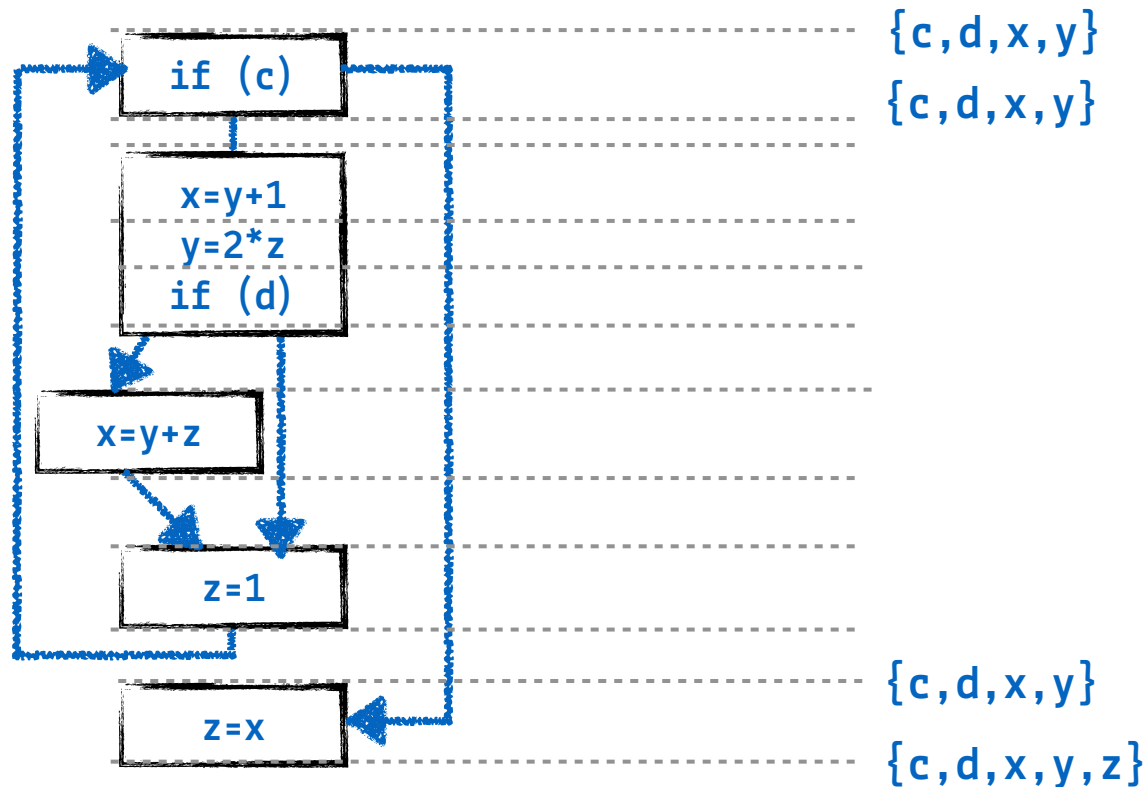 {c,d,x,y}
if (c)
{c,d,x,y}
x=y+1
y=2*z
if (d)
x=y+z
z=1
{c,d,x,y}
z=x
{c,d,x,y,z}